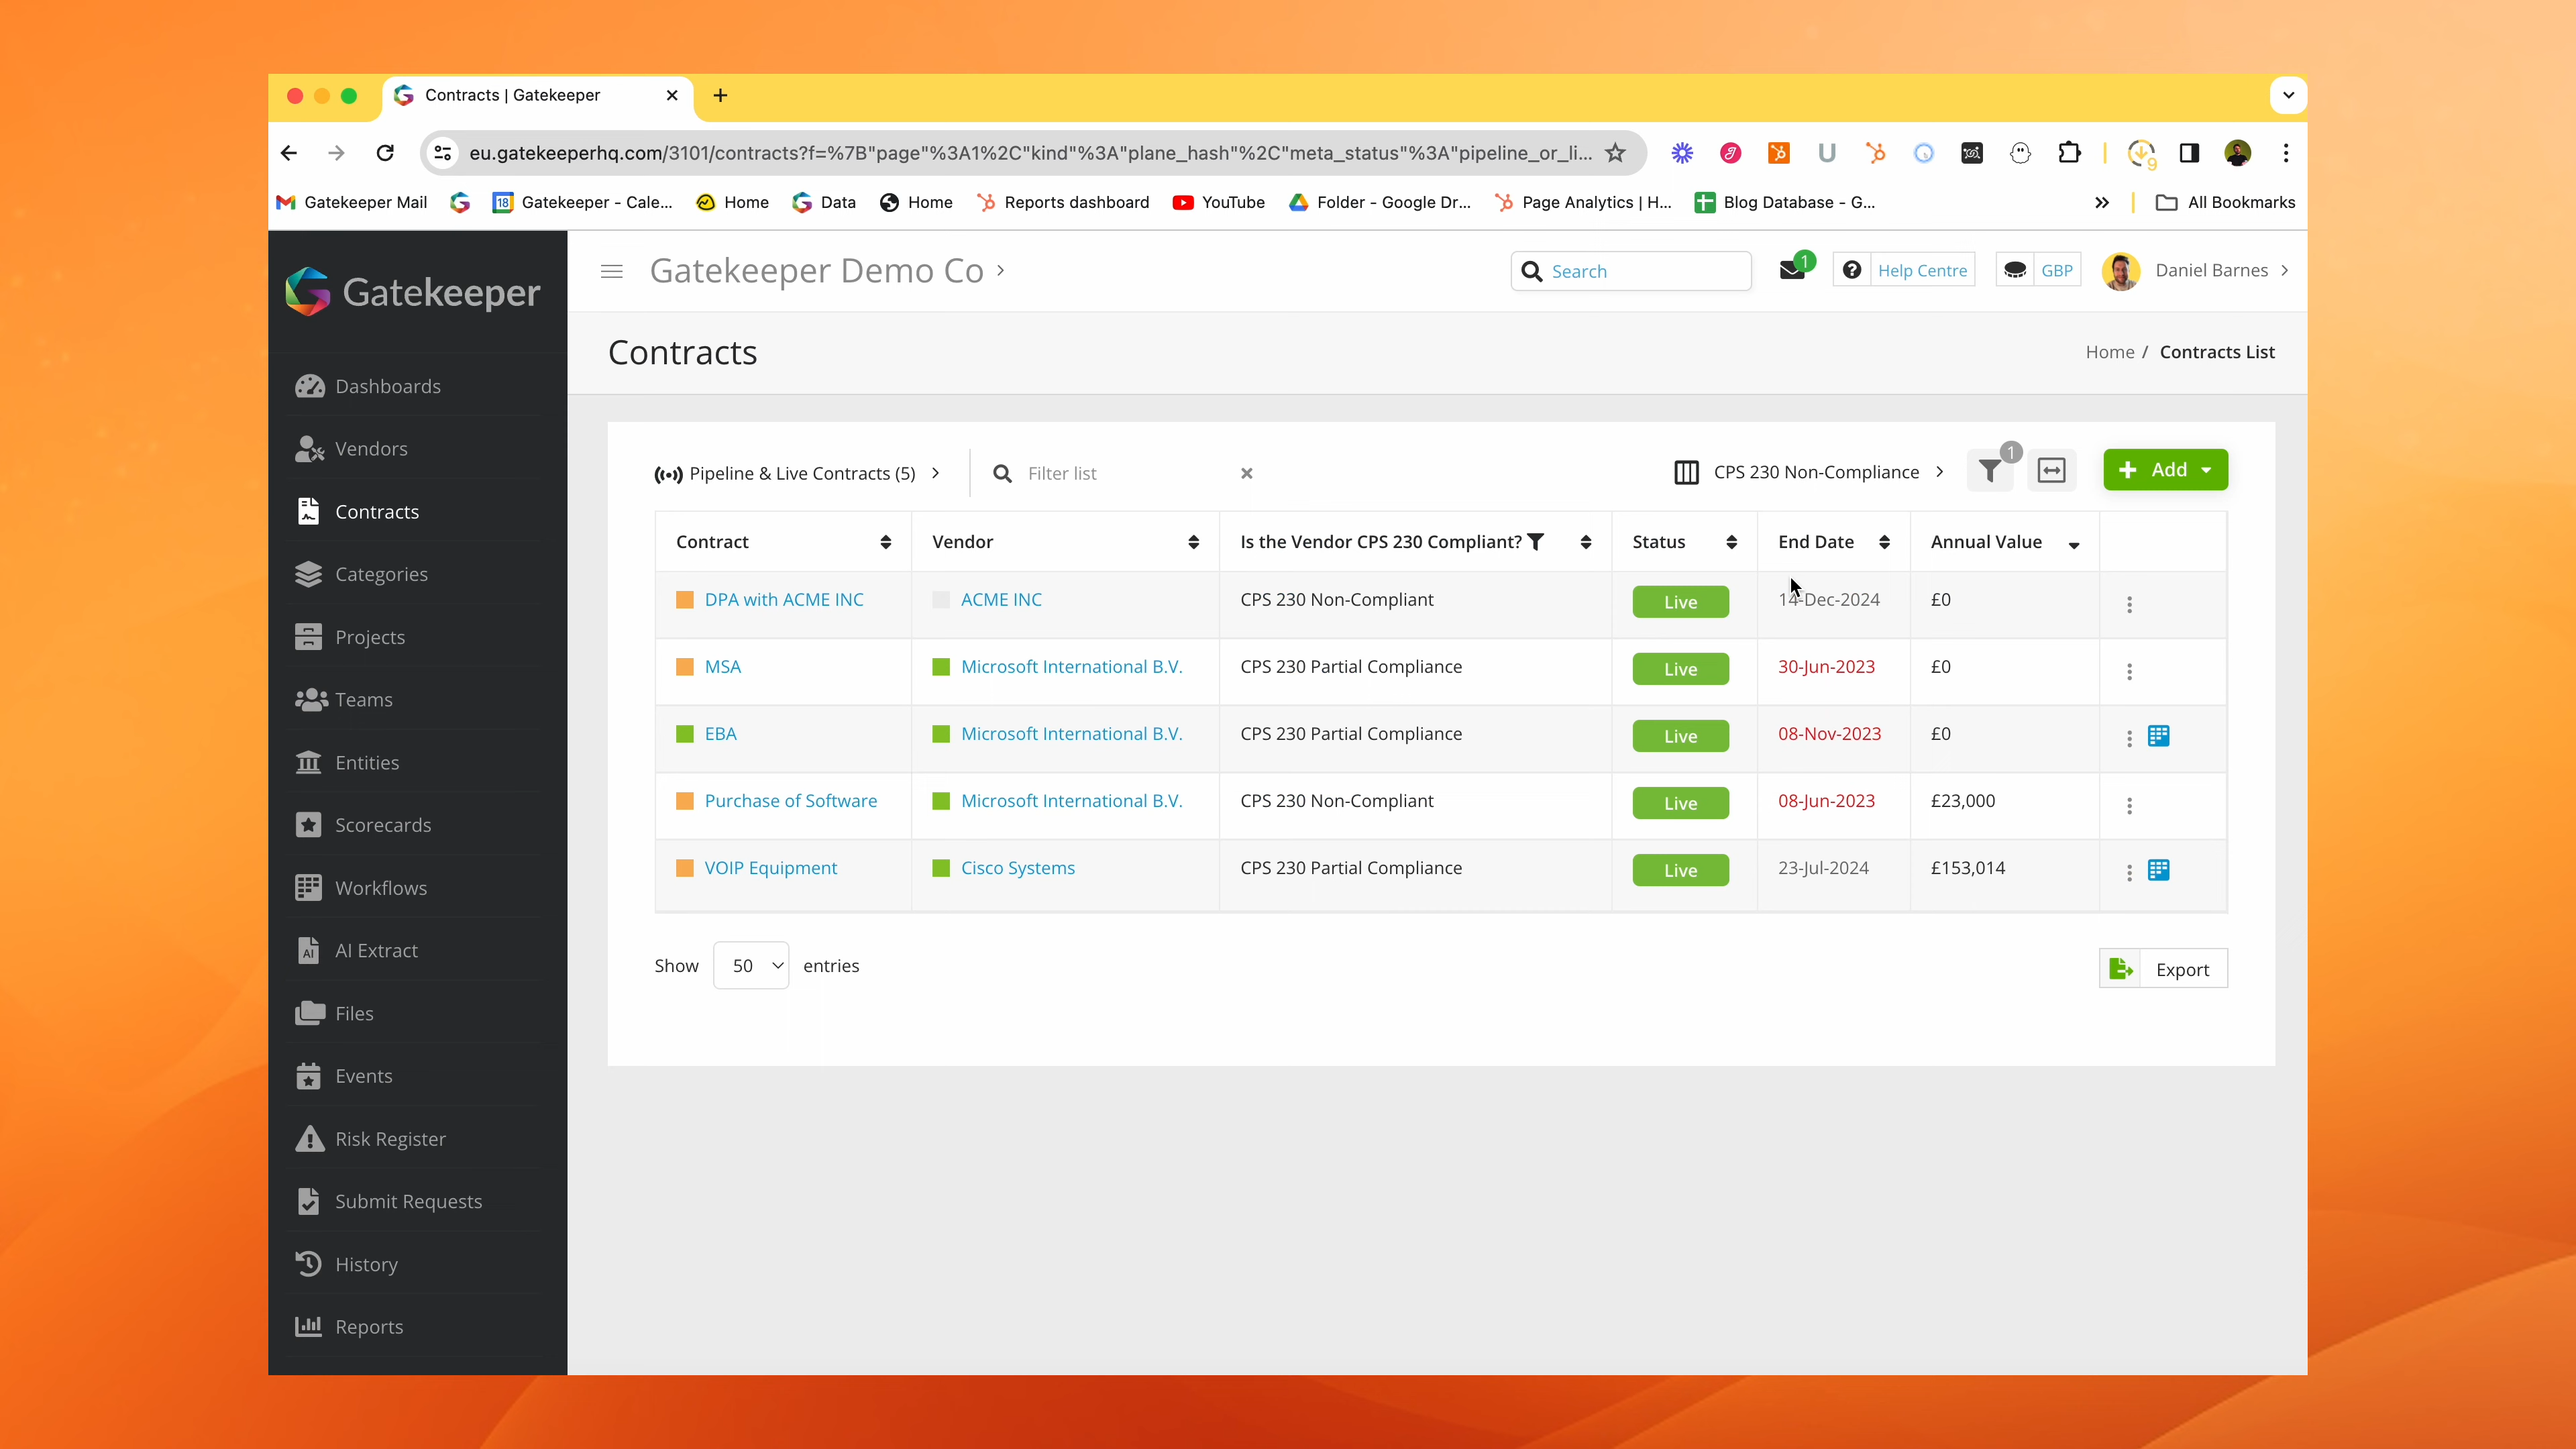 Contracts | Gatekeeper
eu.gatekeeperhq.com/3101/contracts?f=%7B"page"%3A1%2C"kind"%3A"plane_hash"%2C"meta_status"%3A"pipeline_or_li...
9
Gatekeeper Mail
18
Gatekeeper - Cale...
Home
Data
Home
Reports dashboard
YouTube
Folder - Google Dr...
Page Analytics | H...
Blog Database - G...
All Bookmarks
Gatekeeper
Gatekeeper Demo Co
Search
1
Help Centre
GBP
Daniel Barnes
Contracts
Home / Contracts List
Dashboards
Vendors
Contracts
Categories
Projects
Teams
Entities
Scorecards
Workflows
AI Extract
Files
Events
Risk Register
Submit Requests
History
Reports
Pipeline & Live Contracts (5)
Filter list
CPS 230 Non-Compliance
1
Add
Contract Vendor Is the Vendor CPS 230 Compliant? Status End Date Annual Value
DPA with ACME INC ACME INC CPS 230 Non-Compliant Live 14-Dec-2024 £0
MSA Microsoft International B.V. CPS 230 Partial Compliance Live 30-Jun-2023 £0
EBA Microsoft International B.V. CPS 230 Partial Compliance Live 08-Nov-2023 £0
Purchase of Software Microsoft International B.V. CPS 230 Non-Compliant Live 08-Jun-2023 £23,000
VOIP Equipment Cisco Systems CPS 230 Partial Compliance Live 23-Jul-2024 £153,014
Show 50 entries
Export